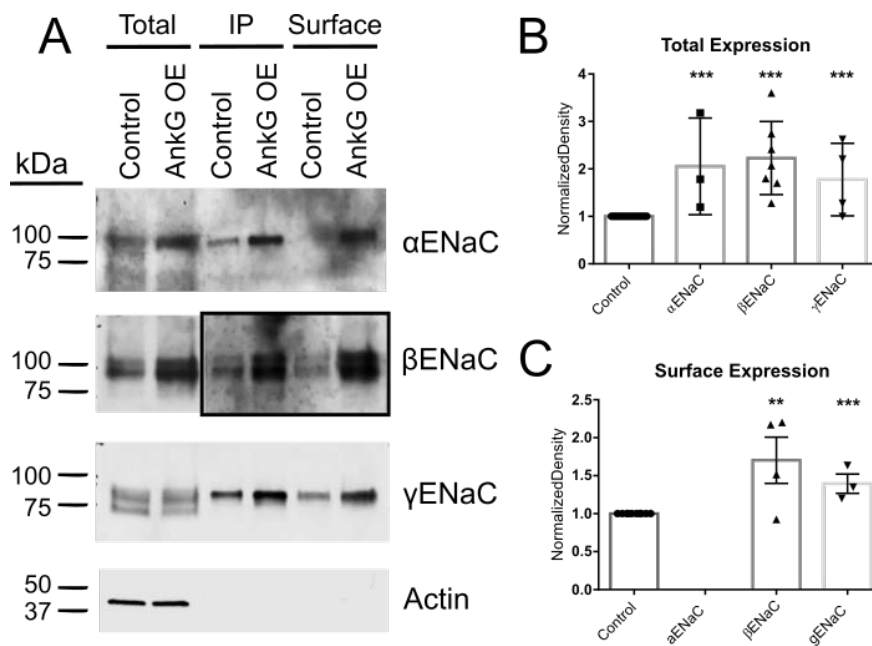 A
Total IP Surface
Control AnkG OE Control AnkG OE Control AnkG OE
kDa
100
75
αENaC
100
75
βENaC
100
75
γENaC
50
37
Actin
B
Total Expression
NormalizedDensity
4
3
2
1
0
*** *** ***
Control αENaC βENaC γENaC
C
Surface Expression
NormalizedDensity
2.5
2.0
1.5
1.0
0.5
0.0
** ***
Control aENaC βENaC gENaC